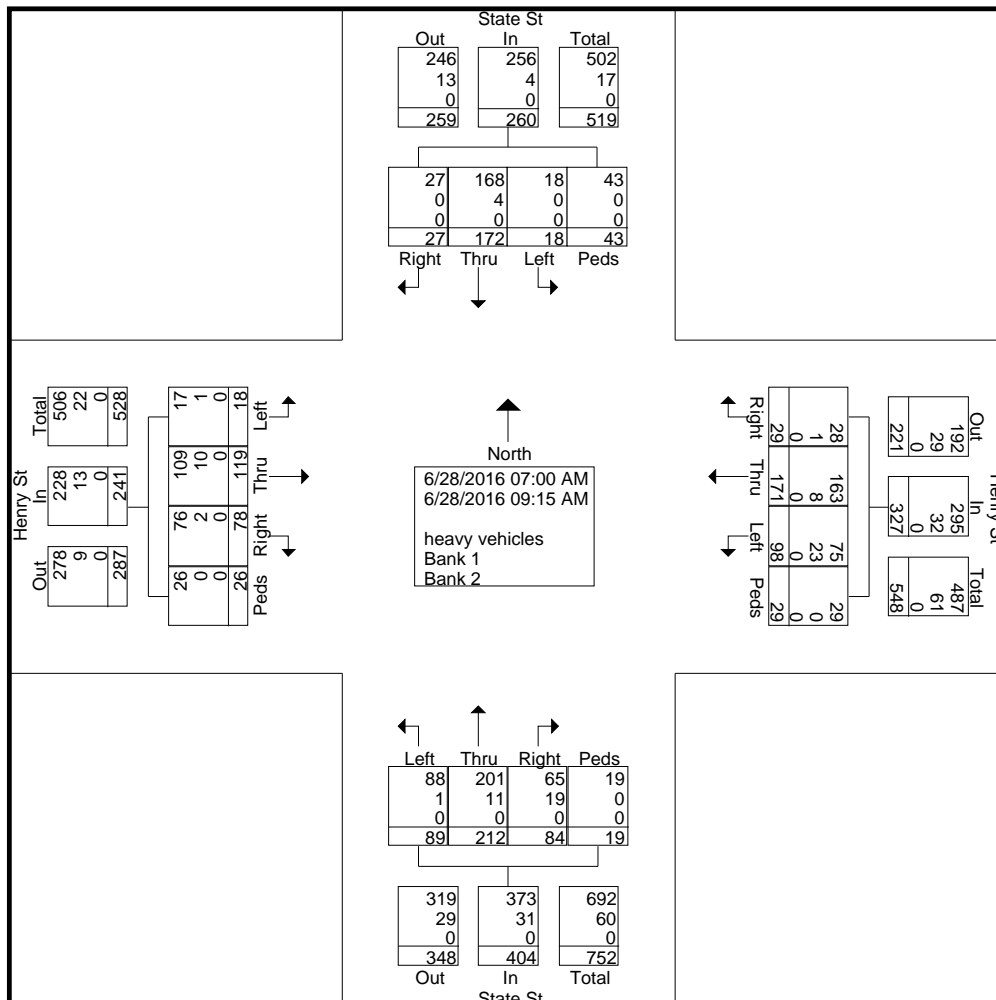 State St
Out In Total
246 256 502
13 4 17
0 0 0
259 260 519
27 168 18 43
0 4 0 0
0 0 0 0
27 172 18 43
Right Thru Left Peds
Henry St
Out In Total
278 228 506
9 13 22
0 0 0
287 241 528
26 76 109 17
0 2 10 1
0 0 0 0
26 78 119 18
Peds Right Thru Left
North
6/28/2016 07:00 AM
6/28/2016 09:15 AM
heavy vehicles
Bank 1
Bank 2
Henry St
Out In Total
192 295 487
29 32 61
0 0 0
221 327 548
28 163 75 29
1 8 23 0
0 0 0 0
29 171 98 29
Right Thru Left Peds
Left Thru Right Peds
88 201 65 19
1 11 19 0
0 0 0 0
89 212 84 19
319 373 692
29 31 60
0 0 0
348 404 752
Out In Total
State St